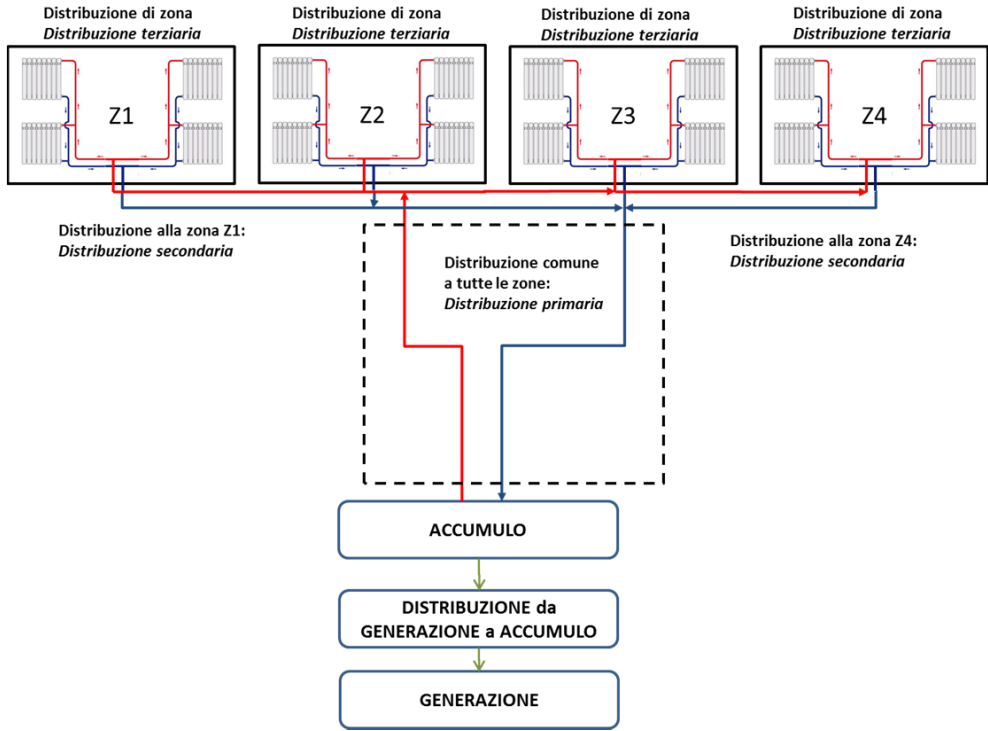 Distribuzione di zona
Distribuzione terziaria
Distribuzione di zona
Distribuzione terziaria
Distribuzione di zona
Distribuzione terziaria
Distribuzione di zona
Distribuzione terziaria
Z1
Z2
Z3
Z4
Distribuzione alla zona Z1:
Distribuzione secondaria
Distribuzione alla zona Z4:
Distribuzione secondaria
Distribuzione comune
a tutte le zone:
Distribuzione primaria
ACCUMULO
DISTRIBUZIONE da
GENERAZIONE a ACCUMULO
GENERAZIONE